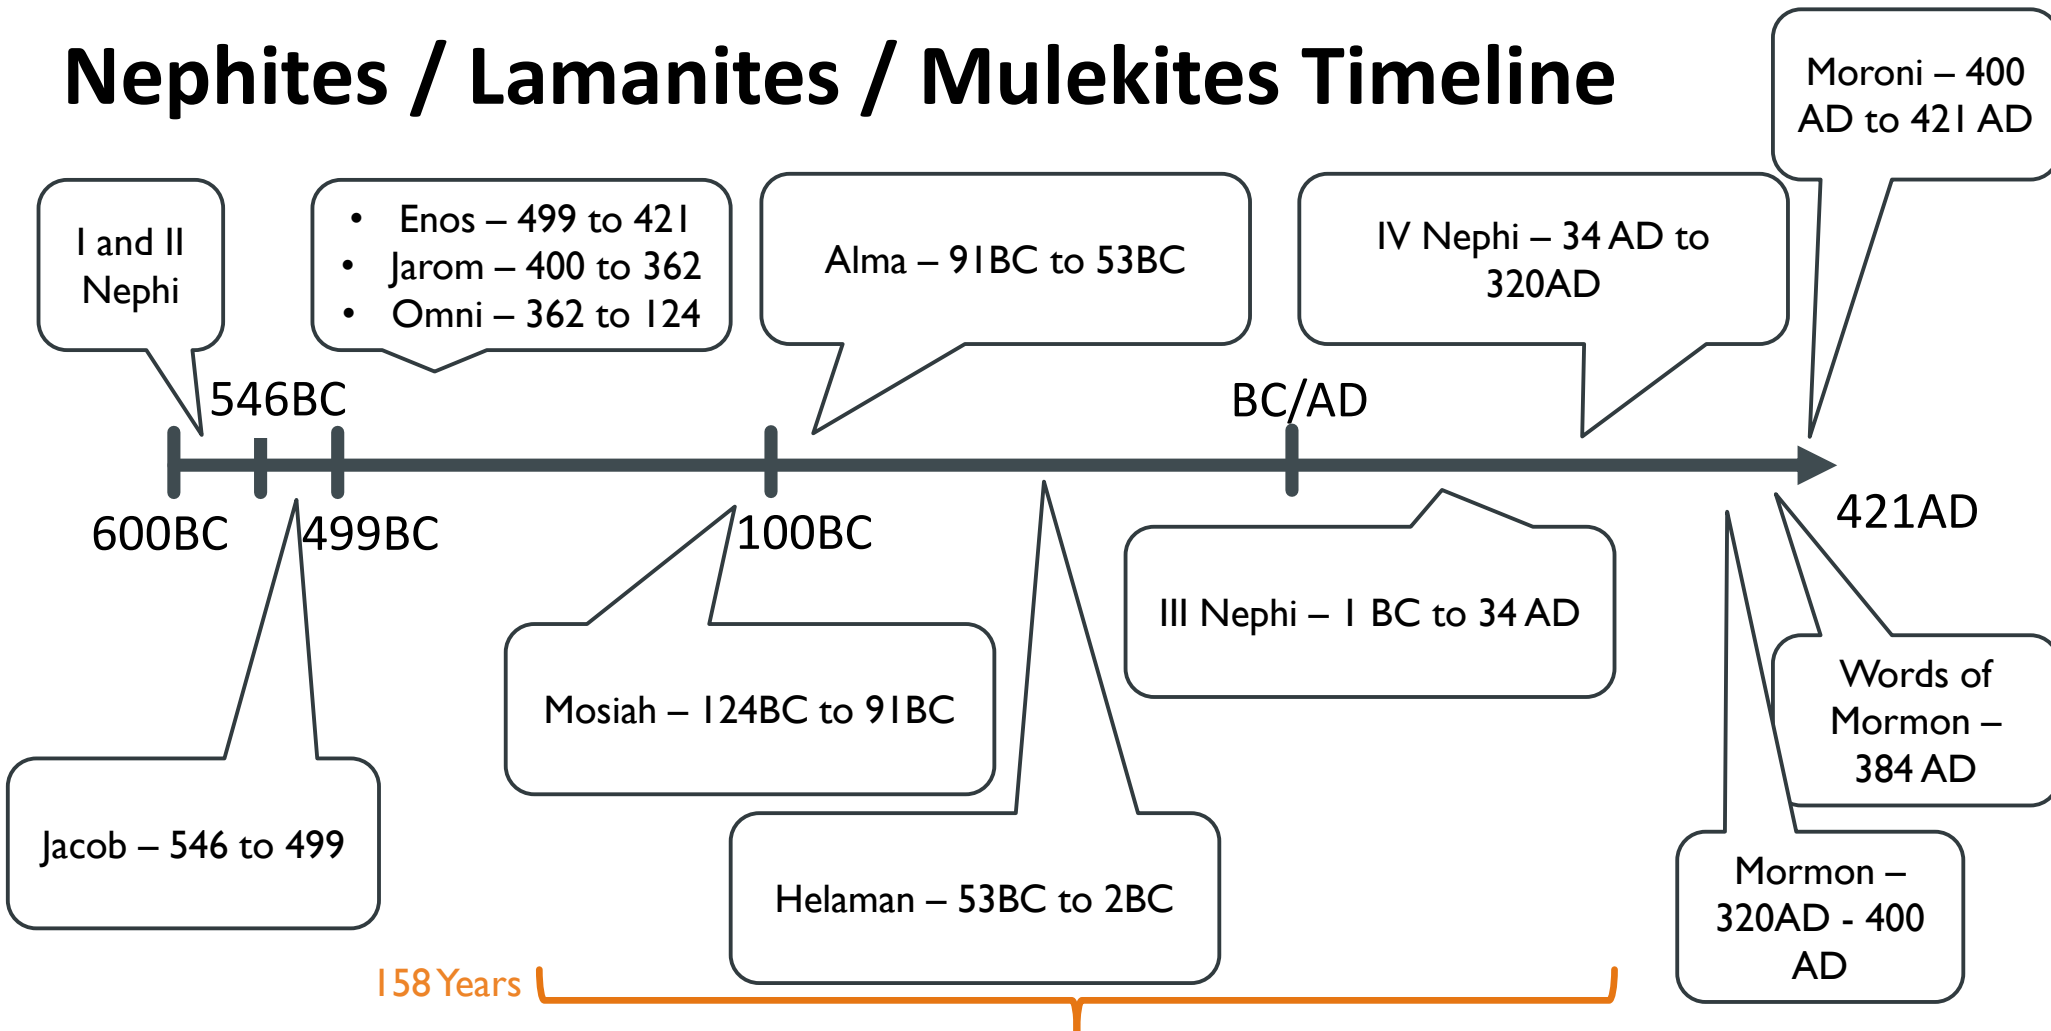 Nephites / Lamanites / Mulekites Timeline
Moroni – 400
AD to 421 AD
I and II
Nephi
• Enos – 499 to 421
• Jarom – 400 to 362
• Omni – 362 to 124
Alma – 91BC to 53BC
IV Nephi – 34 AD to
320AD
546BC
BC/AD
600BC
499BC
100BC
421AD
III Nephi – 1 BC to 34 AD
Mosiah – 124BC to 91BC
Words of
Mormon –
384 AD
Jacob – 546 to 499
Helaman – 53BC to 2BC
Mormon –
320AD - 400
AD
158 Years